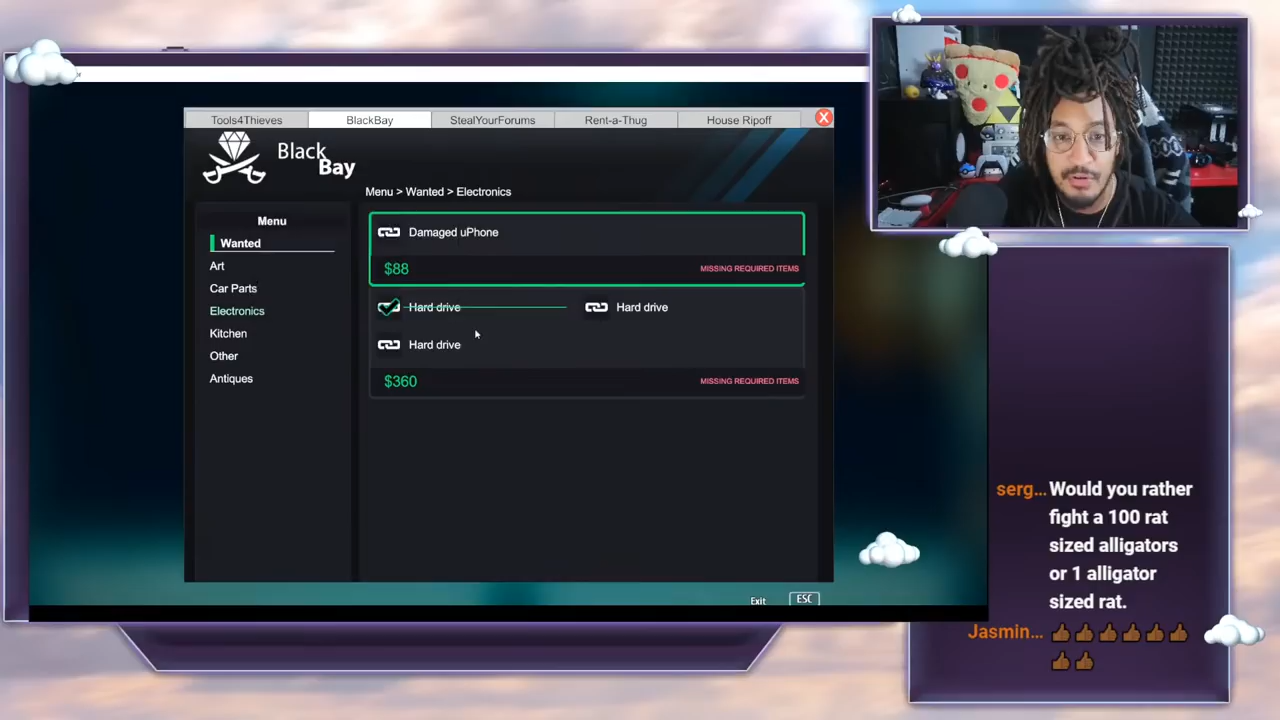 Tools4Thieves
BlackBay
StealYourForums
Rent-a-Thug
House Ripoff
X
Black
Bay
Menu > Wanted > Electronics
Menu
Wanted
Art
Car Parts
Electronics
Kitchen
Other
Antiques
Damaged uPhone
$88
MISSING REQUIRED ITEMS
Hard drive
Hard drive
Hard drive
$360
MISSING REQUIRED ITEMS
Exit
ESC
serg... Would you rather
fight a 100 rat
sized alligators
or 1 alligator
sized rat.
Jasmin...